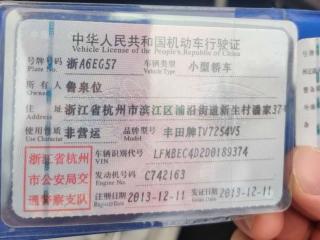 中华人民共和国机动车行驶证
Vehicle License of the People's Republic of China
号牌号码 浙A6EG57 车辆类型 小型轿车
Plate No. Vehicle Type
所有人 鲁泉位
Owner
住址 浙江省杭州市滨江区浦沿街道新生村潘家37
Address
使用性质 非营运 品牌型号 丰田牌TV7254V5
Use Character Model
浙江省杭州市公安局交通警察支队
车辆识别代号 LFMBEC4D2D0189374
VIN
发动机号码 C742163
Engine No.
注册日期 2013-12-11 发证日期 2013-12-11
Register Date Issue Date